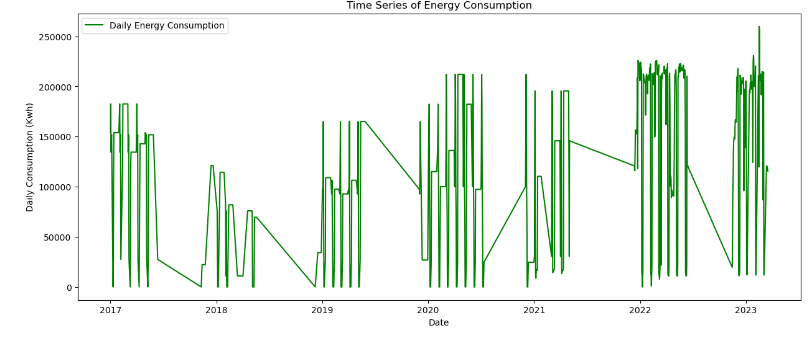 Time Series of Energy Consumption
Daily Energy Consumption
250000
200000
150000
100000
50000
0
Daily Consumption (Kwh)
2017 2018 2019 2020 2021 2022 2023
Date